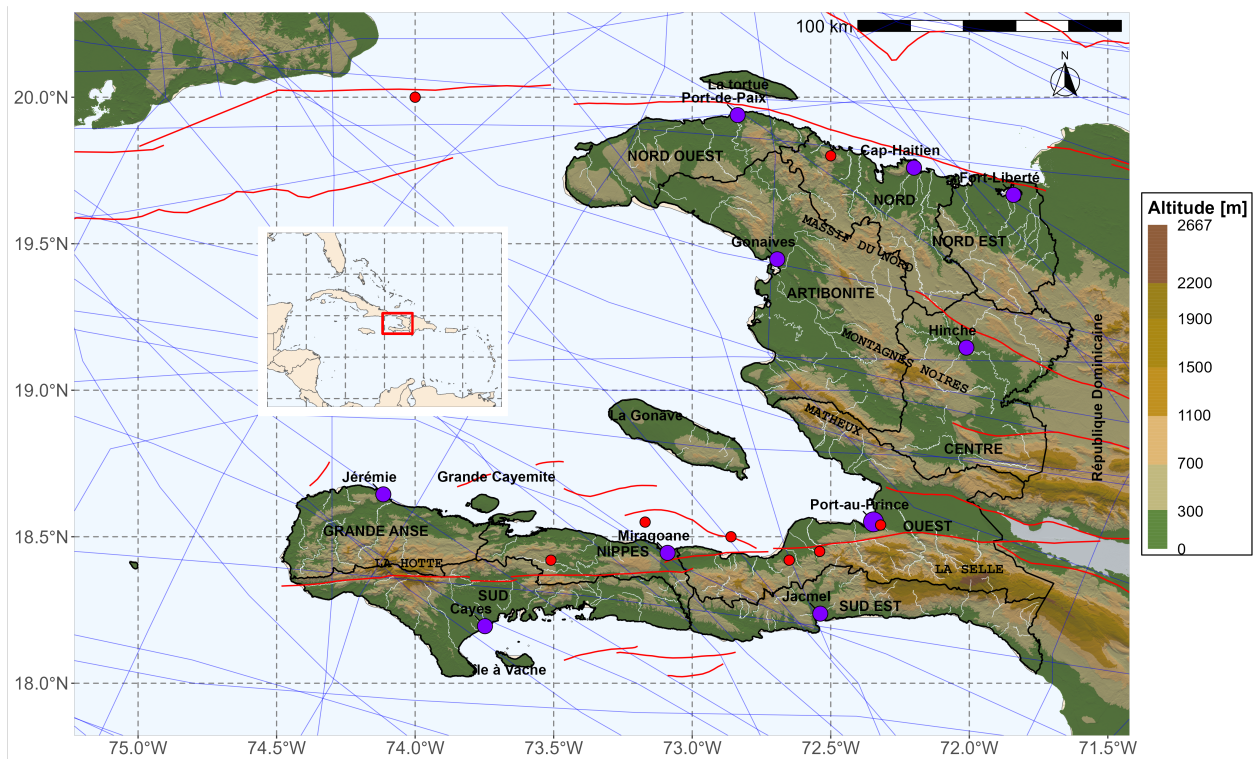 100 km
N
La tortue
20.0°N
Port-de-Paix
Cap-Haitien
NORD OUEST
Fort-Liberté
NORD
Altitude [m]
2667
MASSIF DU NORD
19.5°N
Gonaives
NORD EST
2200
ARTIBONITE
1900
Hinche
MONTAGNES NOIRES
République Dominicaine
1500
19.0°N
1100
La Gonave
MATHEUX
CENTRE
700
Jérémie
Grande Cayemite
Port-au-Prince
300
GRANDE ANSE
Miragoane
OUEST
18.5°N
NIPPES
0
LA HOTTE
LA SELLE
SUD
Jacmel
Cayes
SUD EST
Île à Vache
18.0°N
75.0°W
74.5°W
74.0°W
73.5°W
73.0°W
72.5°W
72.0°W
71.5°W